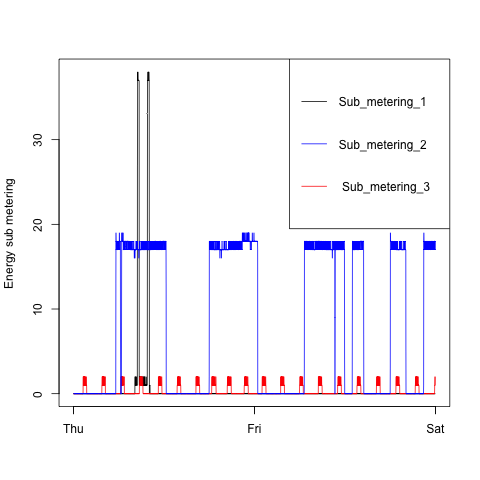 Energy sub metering
30
20
10
0
Thu
Fri
Sat
Sub_metering_1
Sub_metering_2
Sub_metering_3